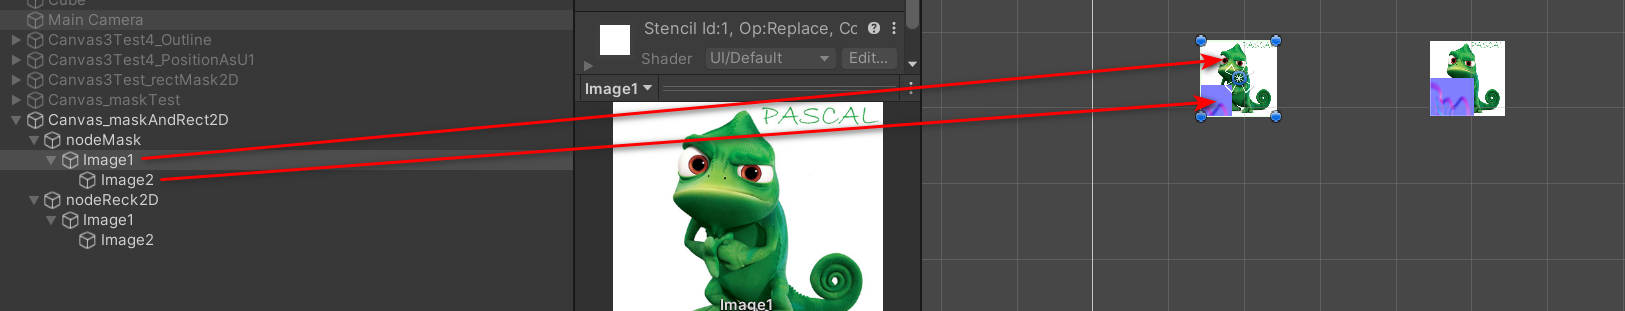 Cube
Main Camera
Canvas3Test4_Outline
Canvas3Test4_PositionAsU1
Canvas3Test_rectMask2D
Canvas_maskTest
Canvas_maskAndRect2D
nodeMask
Image1
Image2
nodeReck2D
Image1
Image2
Stencil Id:1, Op:Replace, Co
Shader
UI/Default
Edit...
Image1
PASCAL
Image1
PASCAL
PASCAL